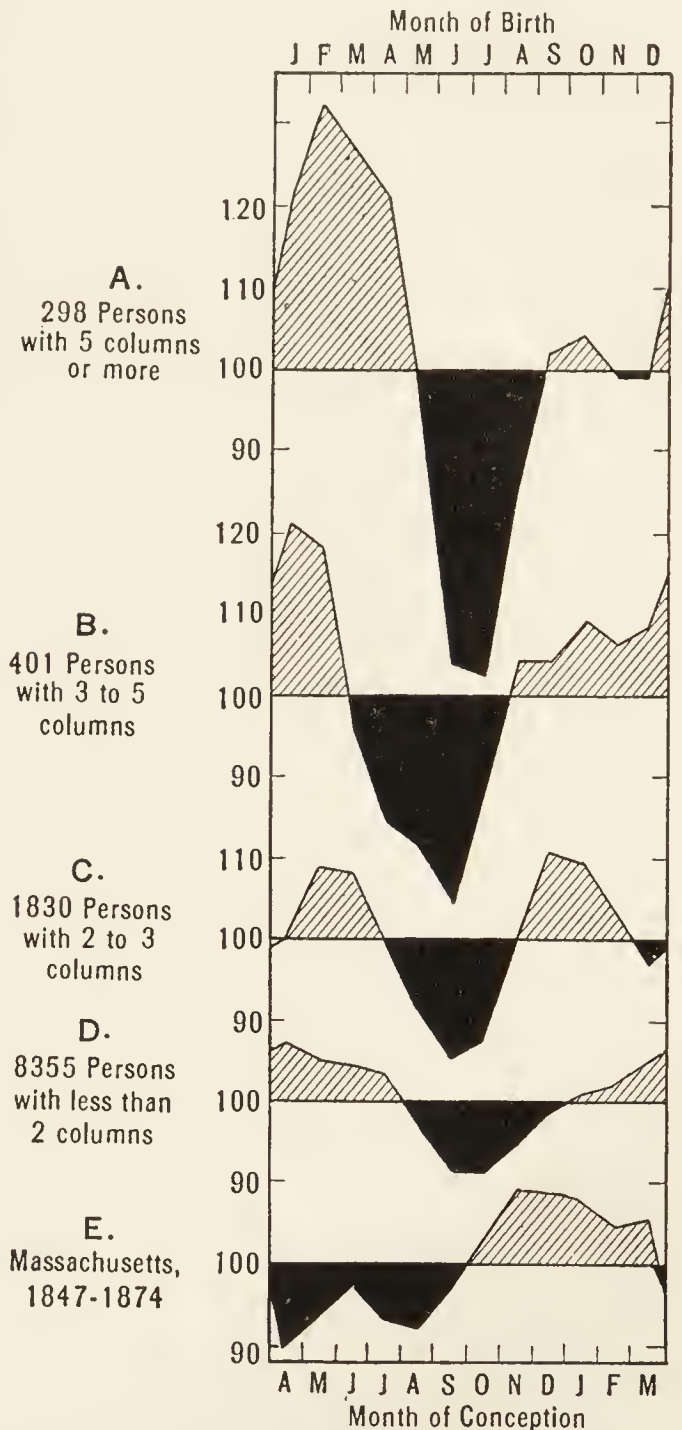 Month of Birth
J F M A M J J A S O N D
120
110
100
90
A.
298 Persons
with 5 columns
or more
120
110
100
90
B.
401 Persons
with 3 to 5
columns
110
100
90
C.
1830 Persons
with 2 to 3
columns
100
90
D.
8355 Persons
with less than
2 columns
100
90
E.
Massachusetts,
1847-1874
A M J J A S O N D J F M
Month of Conception